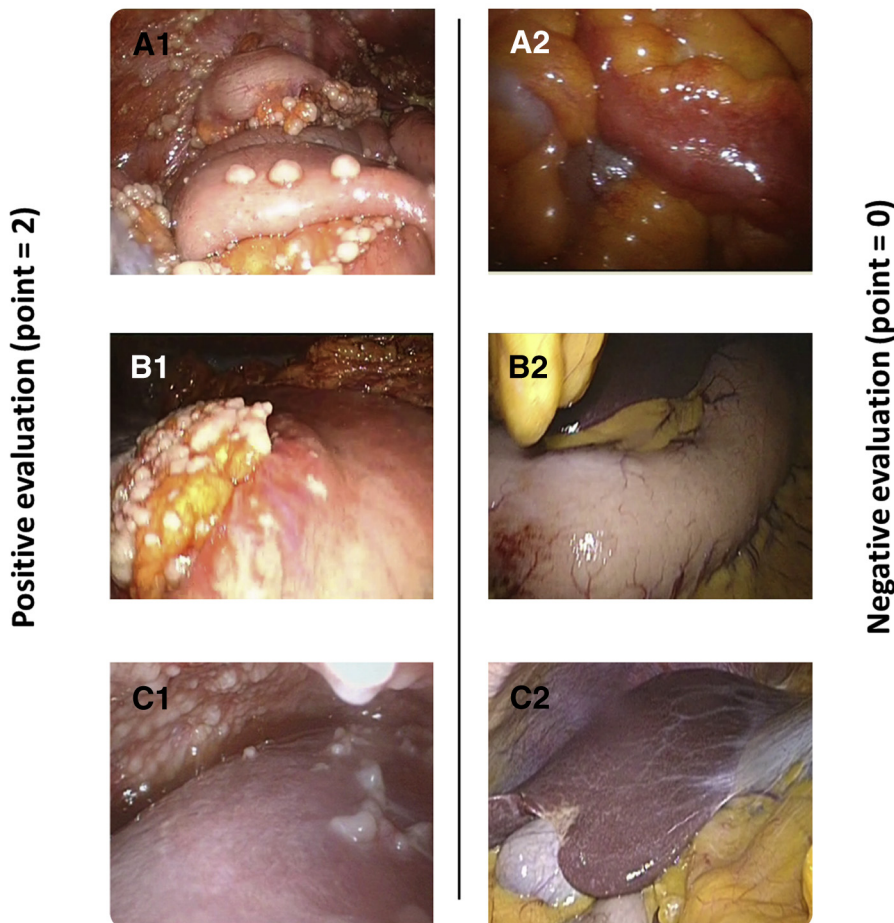 Positive evaluation (point = 2)
A1
A2
B1
B2
C1
C2
Negative evaluation (point = 0)